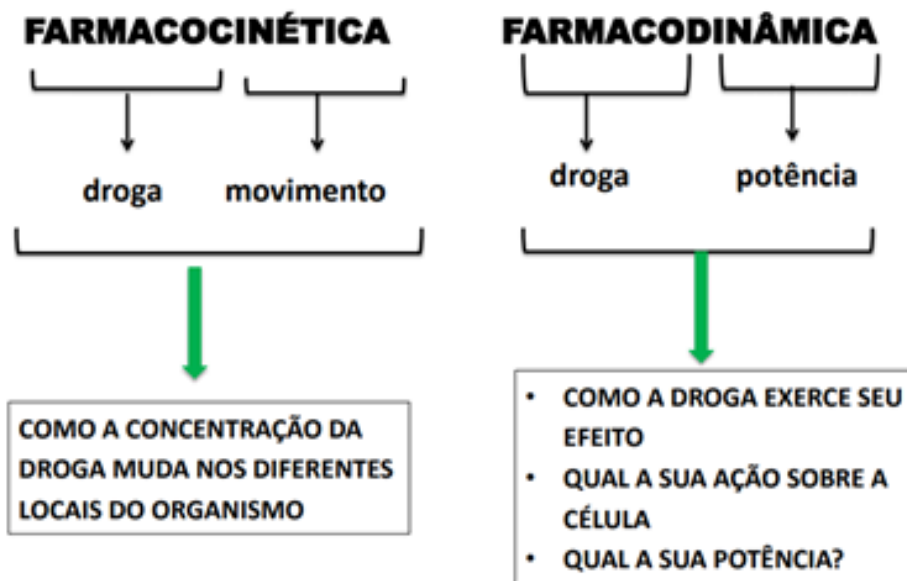 FARMACOCINÉTICA
droga movimento
COMO A CONCENTRAÇÃO DA
DROGA MUDA NOS DIFERENTES
LOCAIS DO ORGANISMO
FARMACODINÂMICA
droga potência
• COMO A DROGA EXERCE SEU
EFEITO
• QUAL A SUA AÇÃO SOBRE A
CÉLULA
• QUAL A SUA POTÊNCIA?